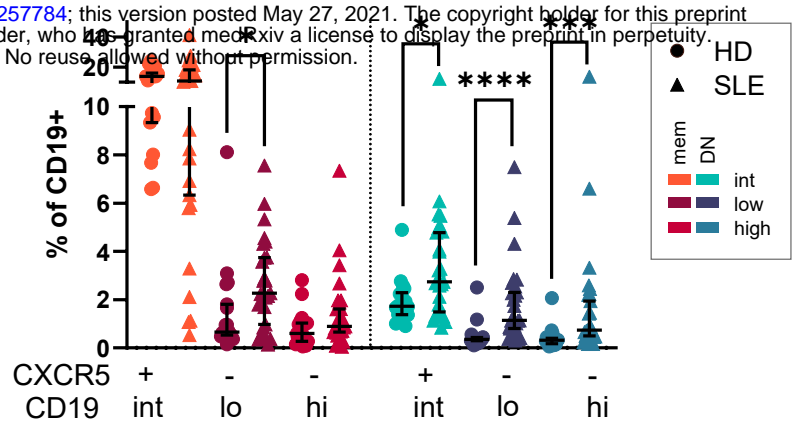 257784; this version posted May 27, 2021. The copyright holder for this preprint
der, who has granted medRxiv a license to display the preprint in perpetuity.
No reuse allowed without permission.
40
20
10
8
6
4
2
0
% of CD19+
*
*
****
***
HD
SLE
mem DN
int
low
high
CXCR5 + - - + - -
CD19 int lo hi int lo hi